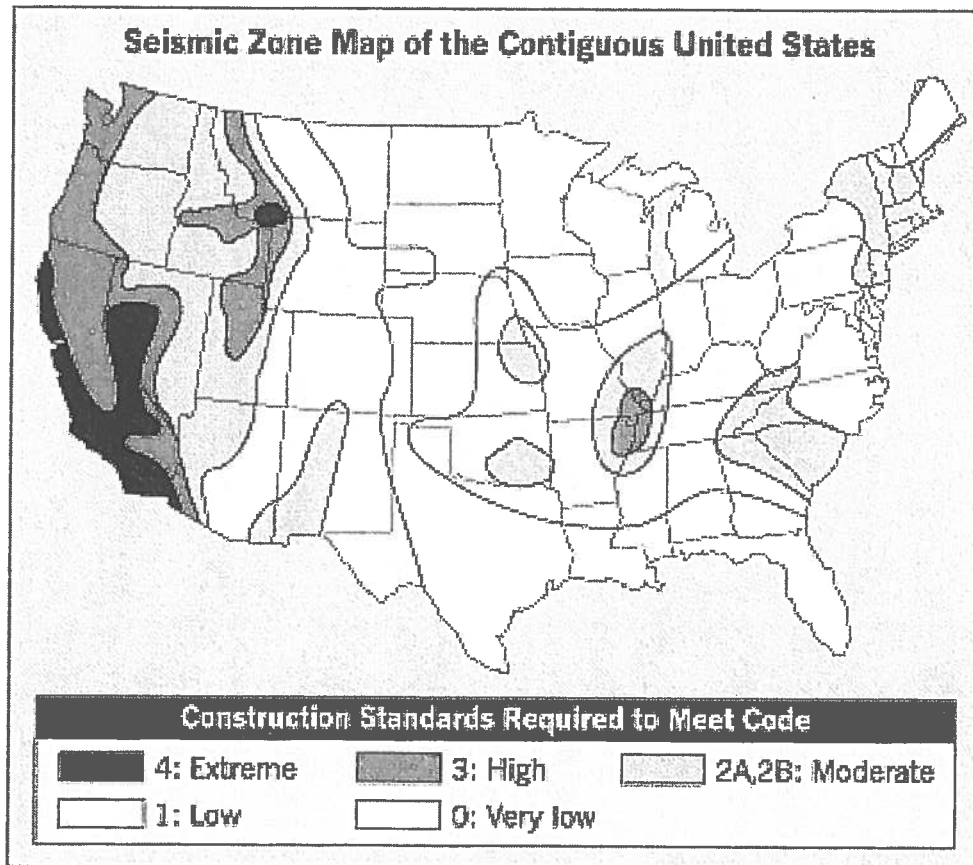 Seismic Zone Map of the Contiguous United States
Construction Standards Required to Meet Code
4: Extreme 3: High 2A,2B: Moderate
1: Low 0: Very low